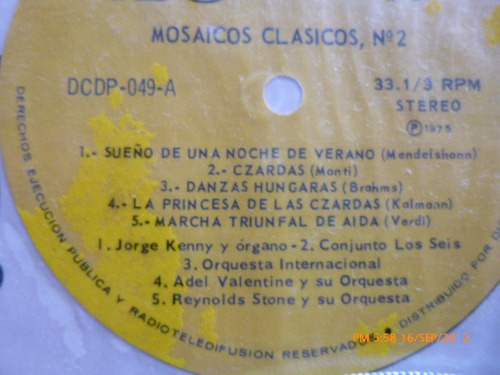 MOSAICOS CLASICOS, Nº2
DCDP-049-A
33.1/3 RPM
STEREO
Ⓟ1975
1.- SUEÑO DE UNA NOCHE DE VERANO (Mendelshonn)
2.- CZARDAS (Monti)
3.- DANZAS HUNGARAS (Brahms)
4.- LA PRINCESA DE LAS CZARDAS (Kalmann)
5.- MARCHA TRIUNFAL DE AIDA (Verdi)
1. Jorge Kenny y órgano - 2. Conjunto Los Seis
3. Orquesta Internacional
4. Adel Valentine y su Orquesta
5. Reynolds Stone y su Orquesta
DERECHOS EJECUCION PUBLICA Y RADIOTELEDIFUSION RESERVADOS - DISTRIBUIDO POR
PM 5:58 16/SEP/2012